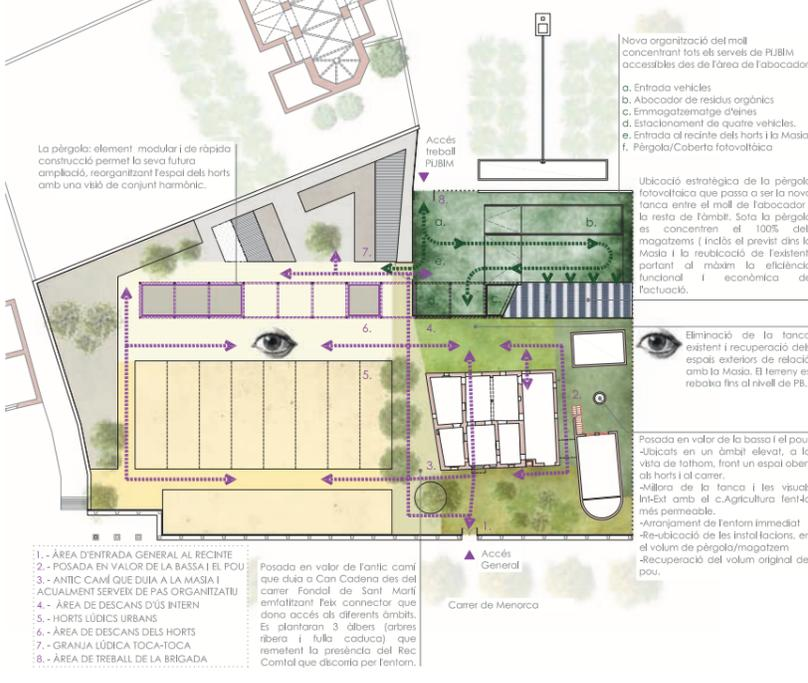 Nova organització del moll
concentrant tots els serveis de PiJBIM
accessibles des de l'àrea de l'abocador
a. Entrada vehicles
b. Abocador de residus orgànics
c. Emmagatzematge d'eines
d. Estacionament de quatre vehicles.
e. Entrada al recinte dels horts i la Masia
f. Pèrgola/Coberta fotovoltàica
La pèrgola: element modular i de ràpida
construcció permet la seva futura
ampliació, reorganitzant l'espai dels horts
amb una visió de conjunt harmònic.
Accés
treball
PiJBIM
Ubicació estratègica de la pèrgola
fotovoltaica que passa a ser la nova
tanca entre el moll de l'abocador i
la resta de l'àmbit. Sota la pèrgola
es concentren el 100% dels
magatzems ( inclòs el previst dins la
Masia i la reubicació de l'existent
portant al màxim la eficiència
funcional i econòmica de
l'actuació.
8.
a.
b.
7.
e.
c.
6.
4.
5.
2.
3.
1.
Eliminació de la tanca
existent i recuperació dels
espais exteriors de relació
amb la Masia. El terreny es
rebaixa fins al nivell de PB.
Posada en valor de la bassa i el pou
-Ubicats en un àmbit elevat, a la
vista de tothom, front un espai obert
als horts i al carrer.
-Millora de la tanca i les visuals
Int-Ext amb el c.Agricultura fent-la
més permeable.
-Arranjament de l'entorn immediat
-Re-ubicació de les instal·lacions, en
el volum de pèrgola/magatzem
-Recuperació del volum original del
pou.
1. - ÀREA D'ENTRADA GENERAL AL RECINTE
2. - POSADA EN VALOR DE LA BASSA I EL POU
3. - ANTIC CAMÍ QUE DUIA A LA MASIA I
ACUALMENT SERVEIX DE PAS ORGANITZATIU
4. - ÀREA DE DESCANS D'ÚS INTERN
5. - HORTS LÚDICS URBANS
6. - ÀREA DE DESCANS DELS HORTS
7. - GRANJA LÚDICA TOCA-TOCA
8. - ÀREA DE TREBALL DE LA BRIGADA
Posada en valor de l'antic camí
que duia a Can Cadena des del
carrer Fondal de Sant Martí
emfatitzant l'eix connector que
dona accés als diferents àmbits.
Es plantaran 3 àlbers (arbres
ribera i fulla caduca) que
remetent la presència del Rec
Comtal que discorria per l'entorn.
Accés
General
Carrer de Menorca